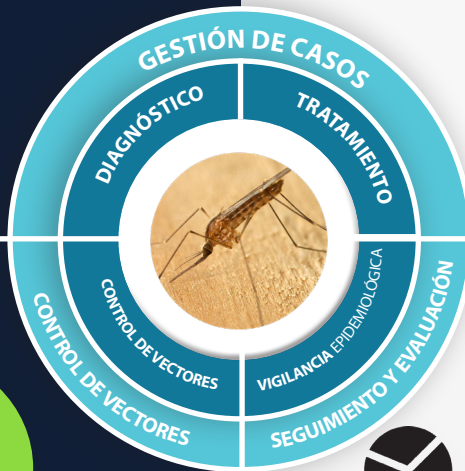 GESTIÓN DE CASOS
DIAGNÓSTICO
TRATAMIENTO
CONTROL DE VECTORES
VIGILANCIA EPIDEMIOLÓGICA
CONTROL DE VECTORES
SEGUIMIENTO Y EVALUACIÓN